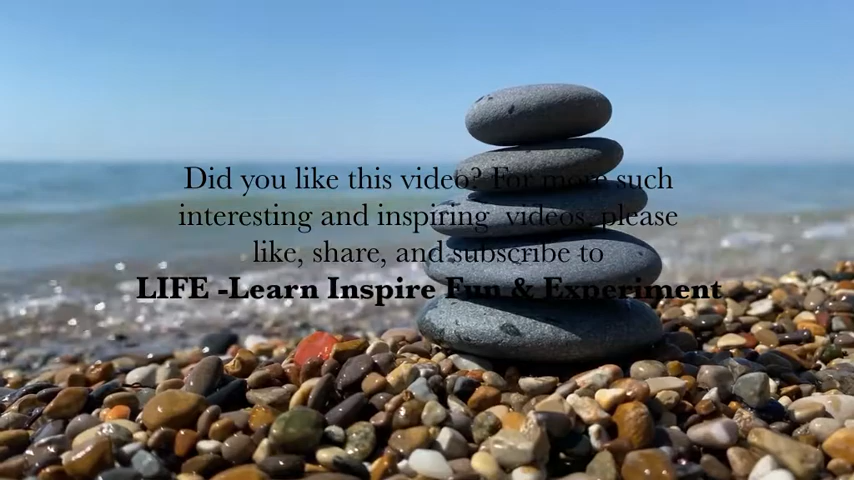 Did you like this video? For more such
interesting and inspiring  videos, please
like, share, and subscribe to
LIFE -Learn Inspire Fun & Experiment